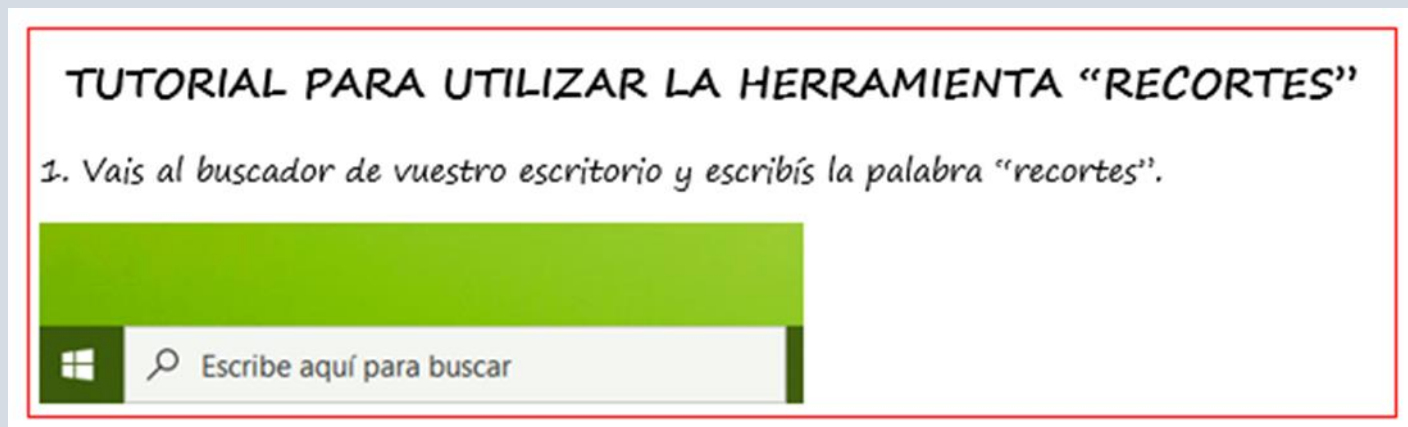 TUTORIAL PARA UTILIZAR LA HERRAMIENTA “RECORTES”
1. Vais al buscador de vuestro escritorio y escribís la palabra “recortes”.
Escribe aquí para buscar